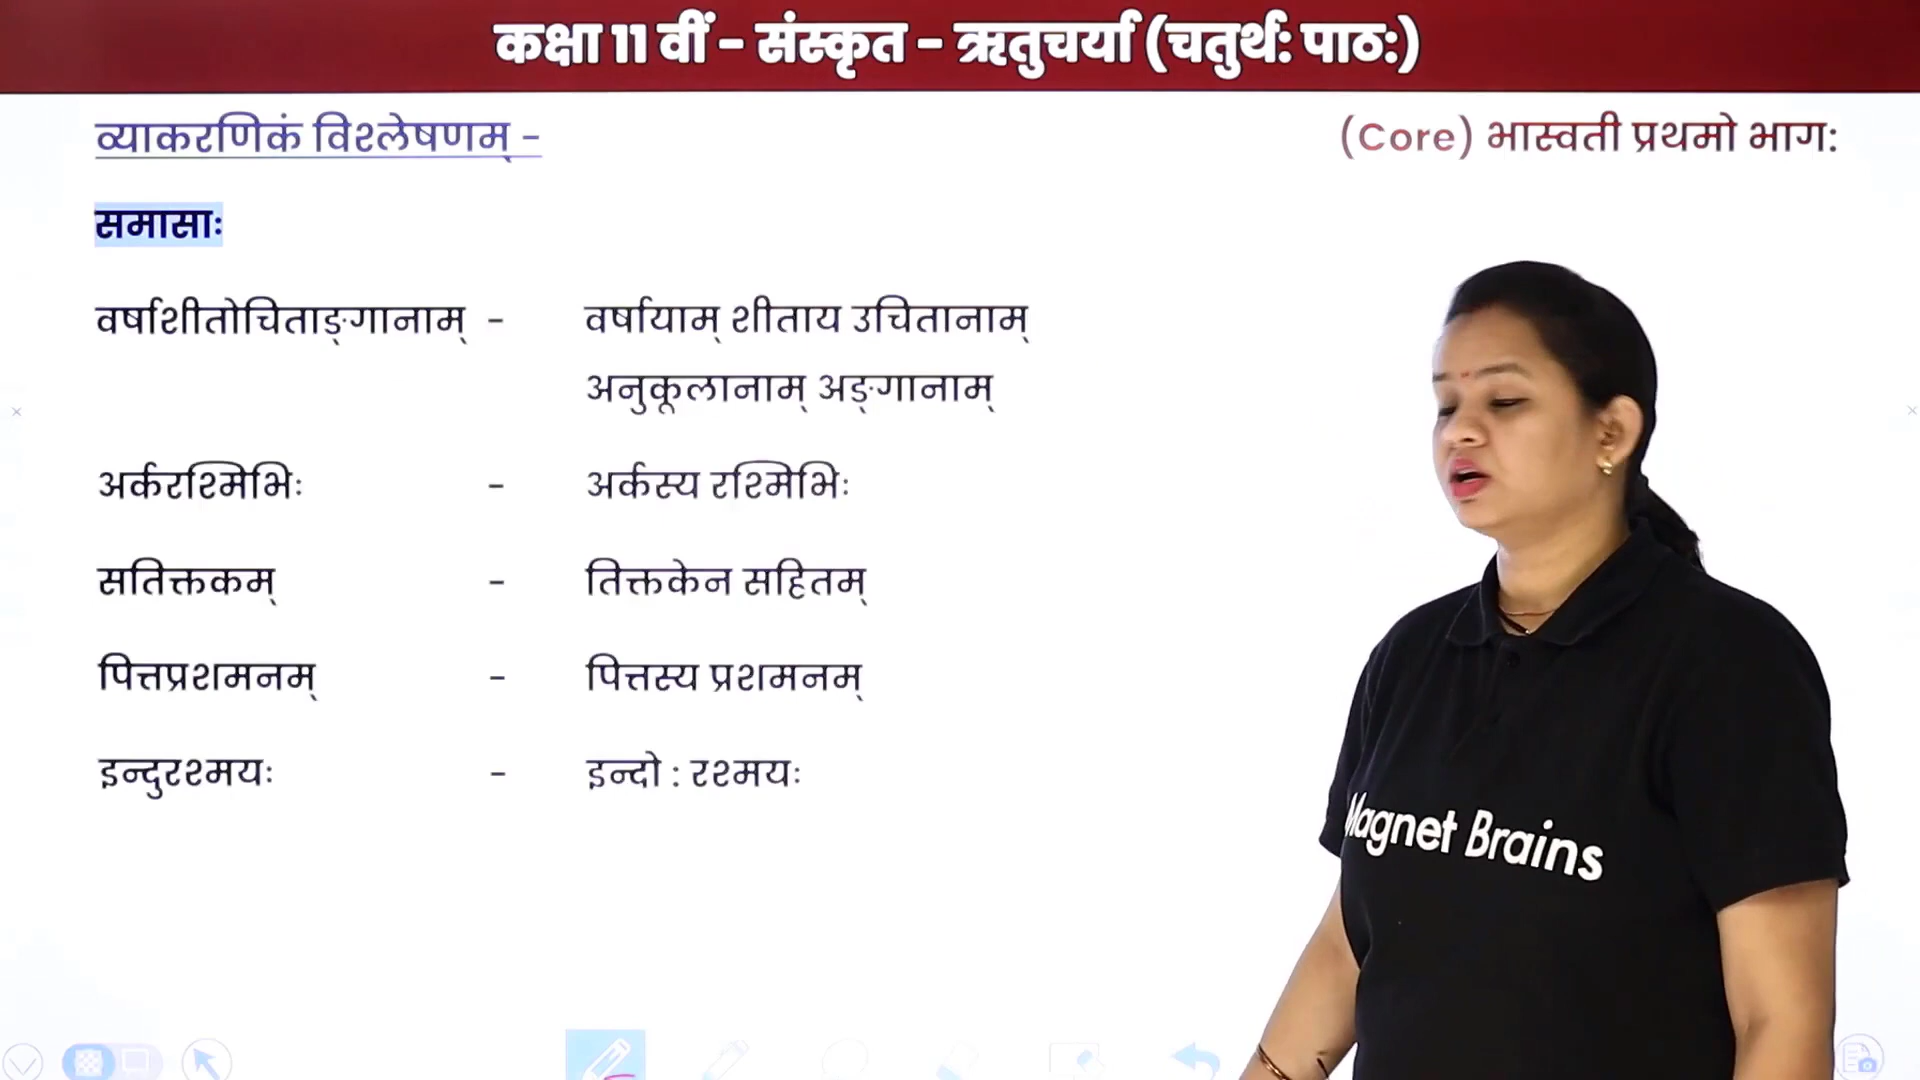 कक्षा 11 वीं - संस्कृत - ऋतुचर्या (चतुर्थ: पाठ:)
व्याकरणिकं विश्लेषणम् -
(Core) भास्वती प्रथमो भाग:
समासाः
वर्षाशीतोचिताङ्गानाम् - वर्षायाम् शीताय उचितानाम्
अनुकूलानाम् अङ्गानाम्
अर्करश्मिभिः - अर्कस्य रश्मिभिः
सतिक्तकम् - तिक्तकेन सहितम्
पित्तप्रशमनम् - पित्तस्य प्रशमनम्
इन्दुरश्मयः - इन्दो : रश्मयः
Magnet Brains